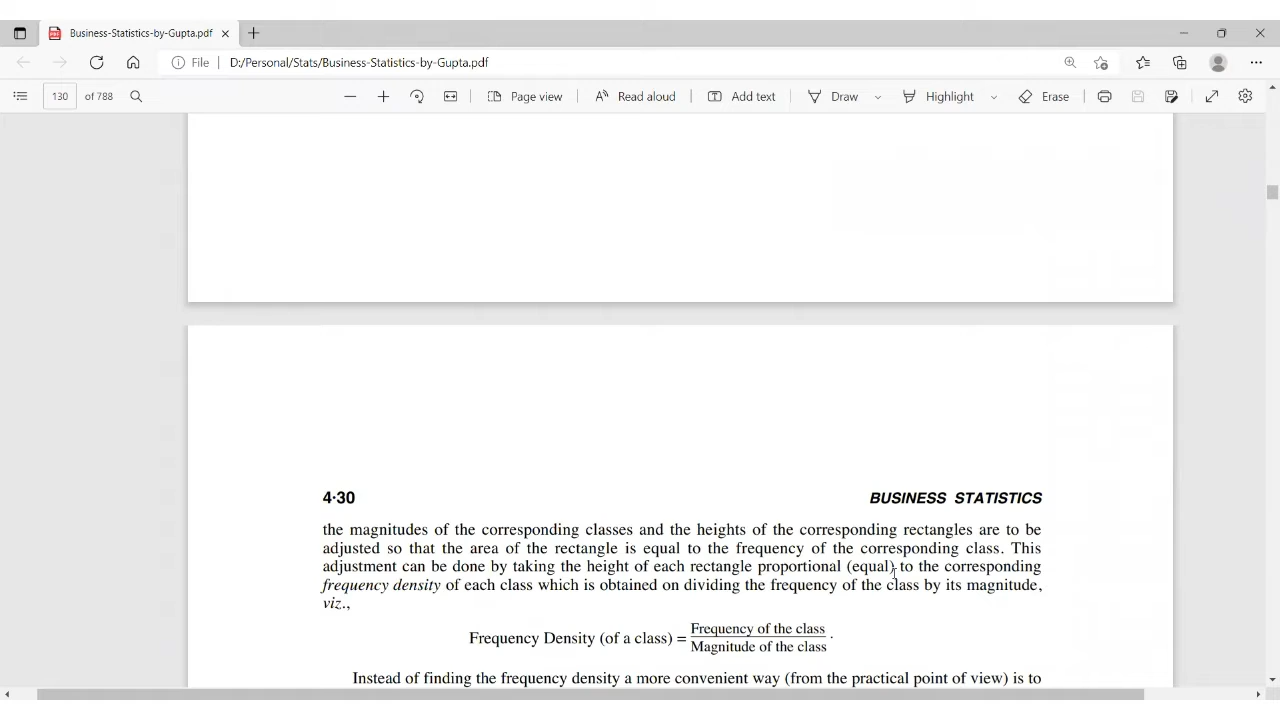 Business-Statistics-by-Gupta.pdf
File | D:/Personal/Stats/Business-Statistics-by-Gupta.pdf
130 of 788 Page view Read aloud Add text Draw Highlight Erase
4·30 BUSINESS STATISTICS
the magnitudes of the corresponding classes and the heights of the corresponding rectangles are to be
adjusted so that the area of the rectangle is equal to the frequency of the corresponding class. This
adjustment can be done by taking the height of each rectangle proportional (equal) to the corresponding
frequency density of each class which is obtained on dividing the frequency of the class by its magnitude,
viz.,
Frequency Density (of a class) = Frequency of the class
Magnitude of the class ·
Instead of finding the frequency density a more convenient way (from the practical point of view) is to